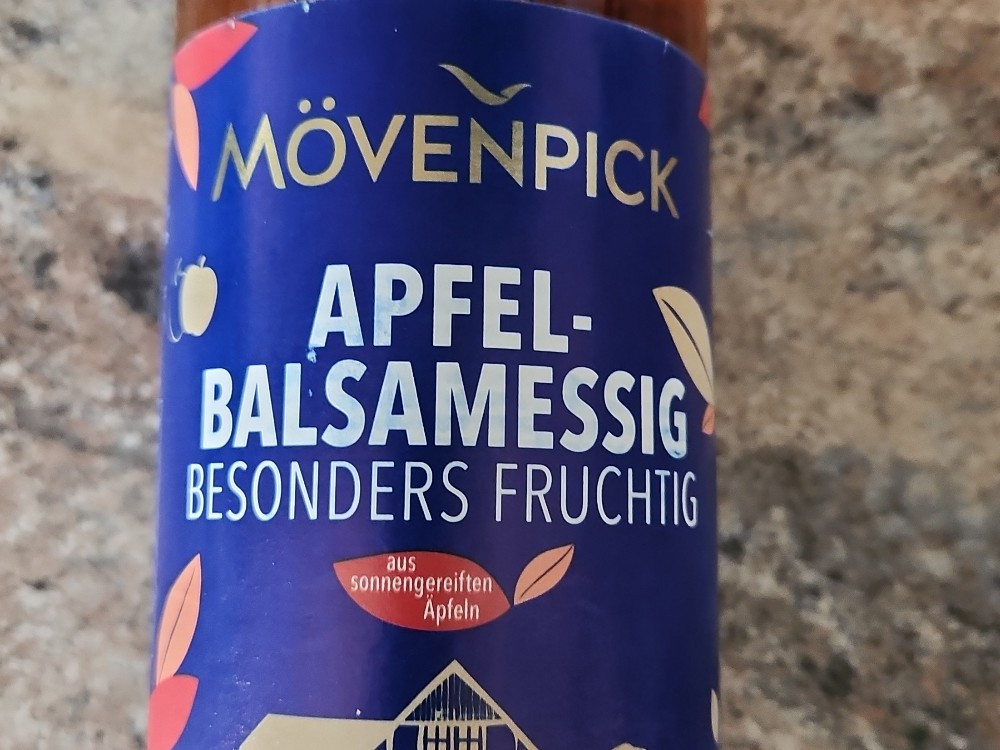 MÖVENPICK
APFEL-
BALSAMESSIG
BESONDERS FRUCHTIG
aus
sonnengereiften
Äpfeln